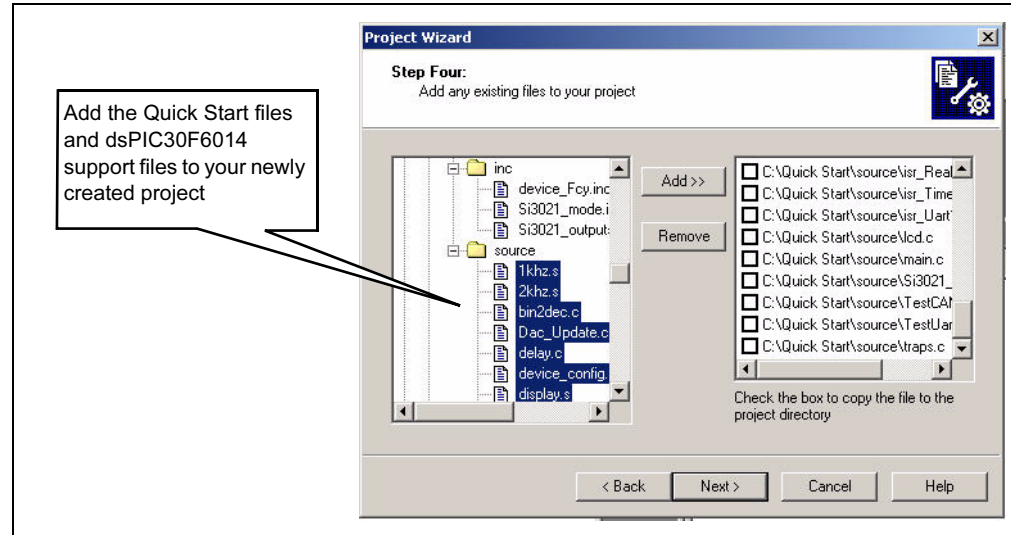 Project Wizard
Step Four:
Add any existing files to your project
Add the Quick Start files
and dsPIC30F6014
support files to your newly
created project
inc
device_Fcy.inc
Si3021_mode.i
Si3021_output:
source
1khz.s
2khz.s
bin2dec.c
Dac_Update.c
delay.c
device_config.
display.s
Add >>
Remove
C:\Quick Start\source\isr_Real
C:\Quick Start\source\isr_Time
C:\Quick Start\source\isr_Uart
C:\Quick Start\source\lcd.c
C:\Quick Start\source\main.c
C:\Quick Start\source\Si3021_
C:\Quick Start\source\TestCAN
C:\Quick Start\source\TestUar
C:\Quick Start\source\traps.c
Check the box to copy the file to the
project directory
< Back
Next >
Cancel
Help